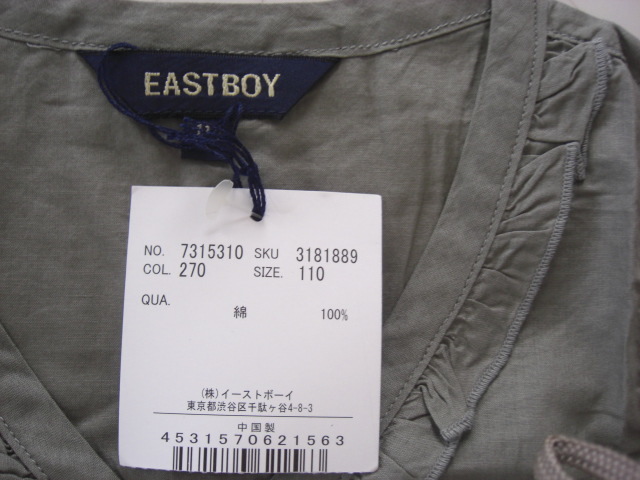 EASTBOY
11
NO. 7315310 SKU 3181889
COL. 270 SIZE. 110
QUA.
綿 100%
(株)イーストボーイ
東京都渋谷区千駄ヶ谷4-8-3
中国製
4531570621563